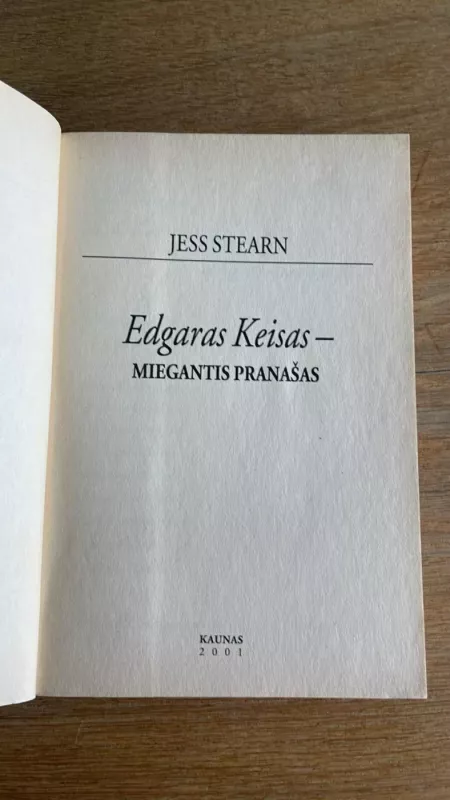 JESS STEARN
Edgaras Keisas –
MIEGANTIS PRANAŠAS
KAUNAS
2001